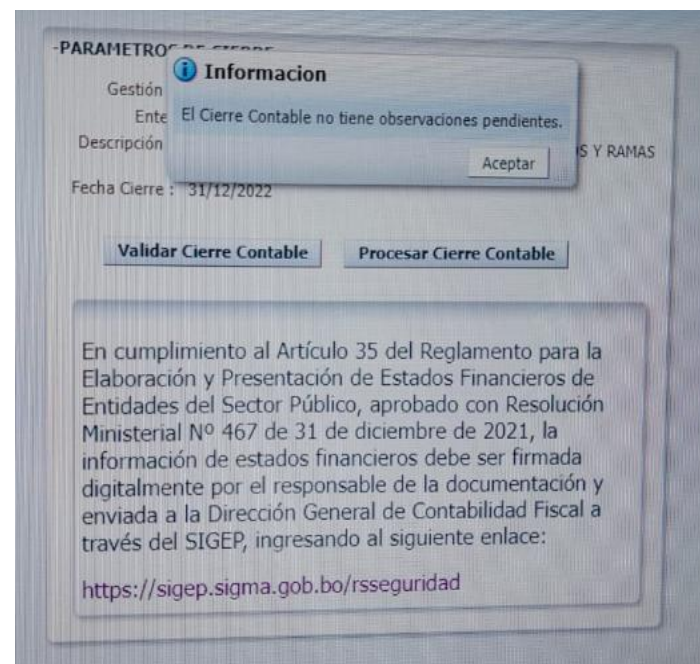 -PARAMETROS DE CIERRE
Informacion
Gestión
Ente
El Cierre Contable no tiene observaciones pendientes.
Descripción
S Y RAMAS
Aceptar
Fecha Cierre : 31/12/2022
Validar Cierre Contable
Procesar Cierre Contable
En cumplimiento al Artículo 35 del Reglamento para la
Elaboración y Presentación de Estados Financieros de
Entidades del Sector Público, aprobado con Resolución
Ministerial Nº 467 de 31 de diciembre de 2021, la
información de estados financieros debe ser firmada
digitalmente por el responsable de la documentación y
enviada a la Dirección General de Contabilidad Fiscal a
través del SIGEP, ingresando al siguiente enlace:
https://sigep.sigma.gob.bo/rsseguridad